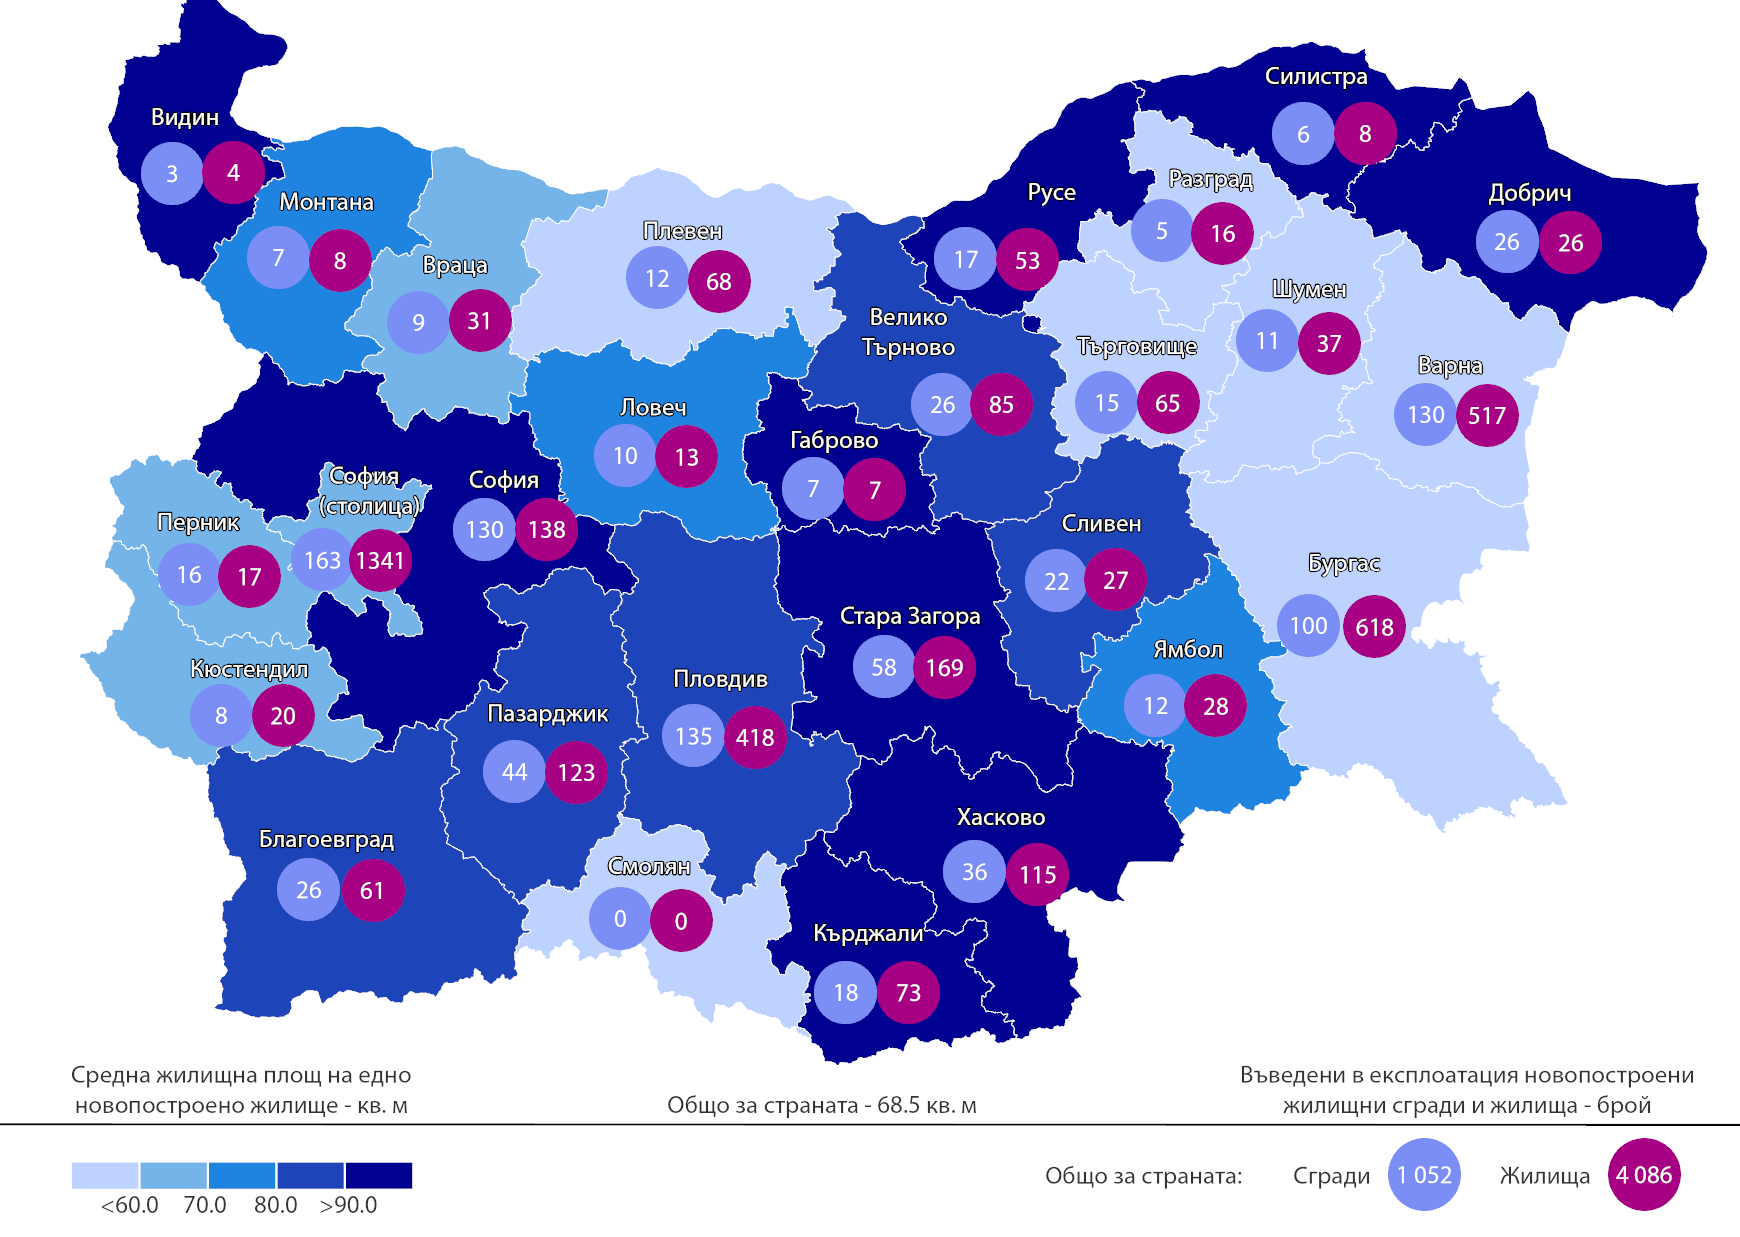 Силистра
6 8
Видин
3 4
Разград
5 16
Русе
17 53
Добрич
26 26
Монтана
7 8
Плевен
12 68
Враца
9 31
Шумен
11 37
Велико
Търново
26 85
Търговище
15 65
Варна
130 517
Ловеч
10 13
Габрово
7 7
София
(столица)
163 1341
София
130 138
Перник
16 17
Сливен
22 27
Бургас
100 618
Стара Загора
58 169
Ямбол
12 28
Кюстендил
8 20
Пловдив
135 418
Пазарджик
44 123
Хасково
36 115
Благоевград
26 61
Смолян
0 0
Кърджали
18 73
Средна жилищна площ на едно
новопостроено жилище - кв. м
Общо за страната - 68.5 кв. м
Въведени в експлоатация новопостроени
жилищни сгради и жилища - брой
<60.0 70.0 80.0 >90.0
Общо за страната: Сгради 1 052 Жилища 4 086